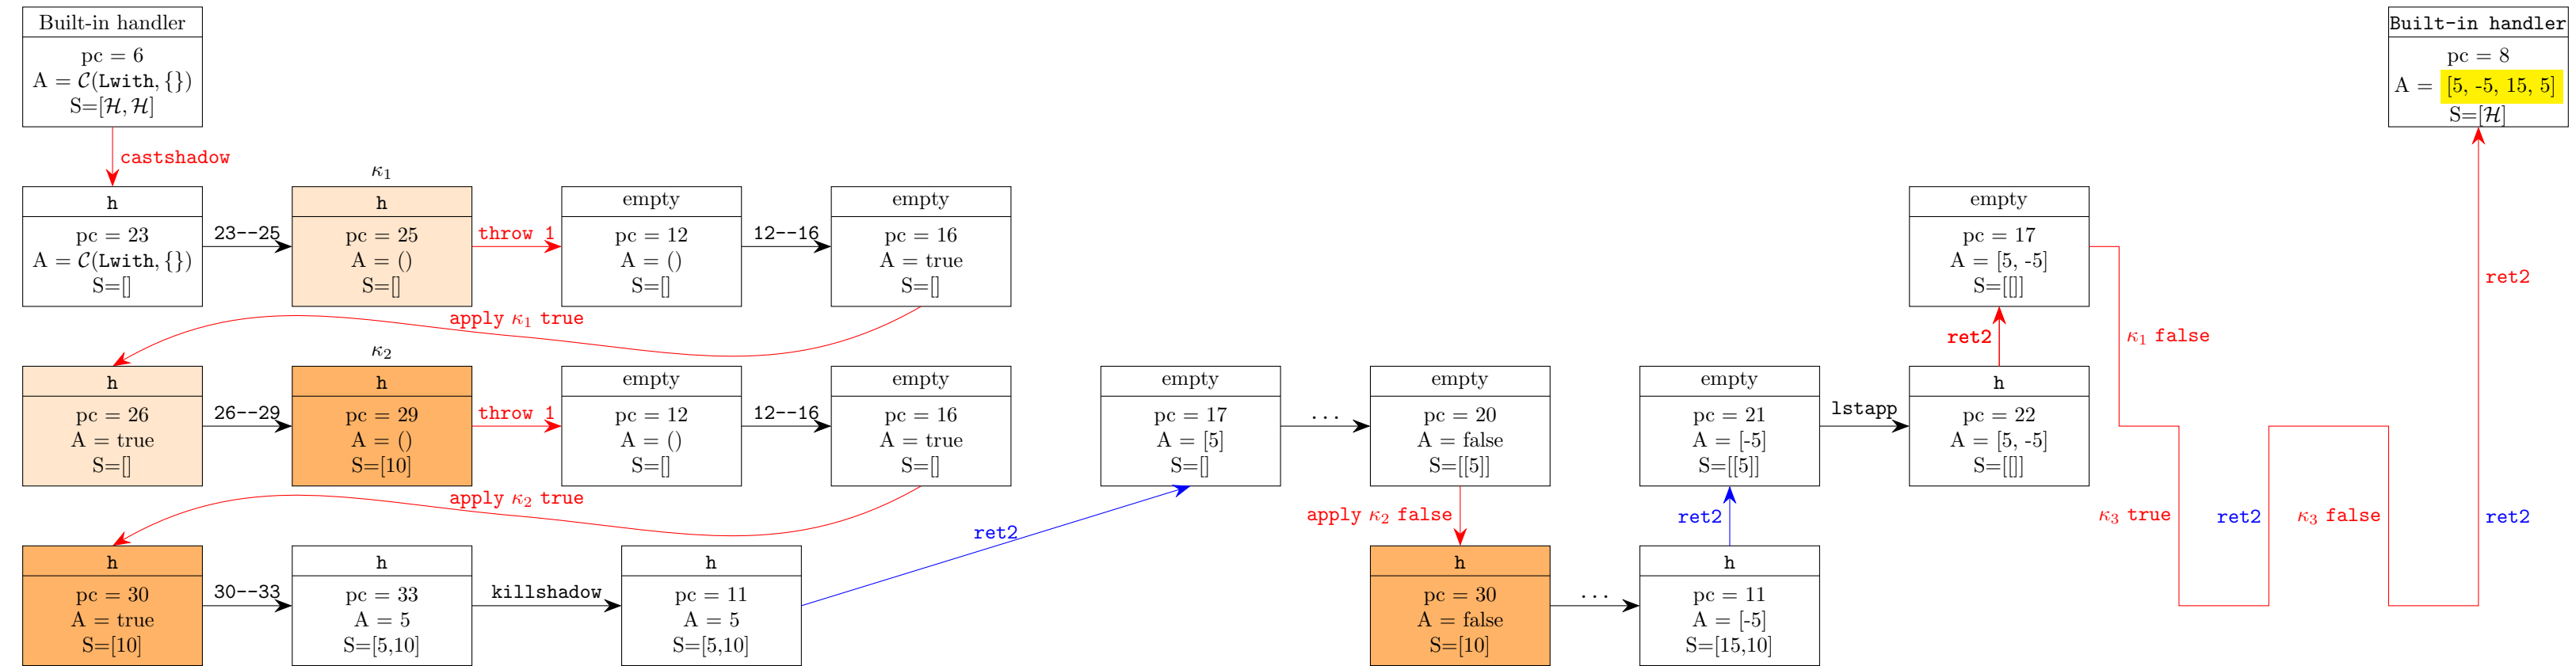 Built-in handler
pc = 6
A = 𝒞(Lwith, {})
S=[ℋ, ℋ]
Built-in handler
pc = 8
A = [5, -5, 15, 5]
S=[ℋ]
castshadow
κ₁
h
pc = 23
A = 𝒞(Lwith, {})
S=[]
23--25
h
pc = 25
A = ()
S=[]
throw 1
empty
pc = 12
A = ()
S=[]
12--16
empty
pc = 16
A = true
S=[]
empty
pc = 17
A = [5, -5]
S=[[]]
ret2
apply κ₁ true
ret2
κ₁ false
κ₂
h
pc = 26
A = true
S=[]
26--29
h
pc = 29
A = ()
S=[10]
throw 1
empty
pc = 12
A = ()
S=[]
12--16
empty
pc = 16
A = true
S=[]
empty
pc = 17
A = [5]
S=[]
...
empty
pc = 20
A = false
S=[[5]]
empty
pc = 21
A = [-5]
S=[[5]]
lstapp
h
pc = 22
A = [5, -5]
S=[[]]
apply κ₂ true
ret2
apply κ₂ false
ret2
κ₃ true
ret2
κ₃ false
ret2
h
pc = 30
A = true
S=[10]
30--33
h
pc = 33
A = 5
S=[5,10]
killshadow
h
pc = 11
A = 5
S=[5,10]
h
pc = 30
A = false
S=[10]
...
h
pc = 11
A = [-5]
S=[15,10]